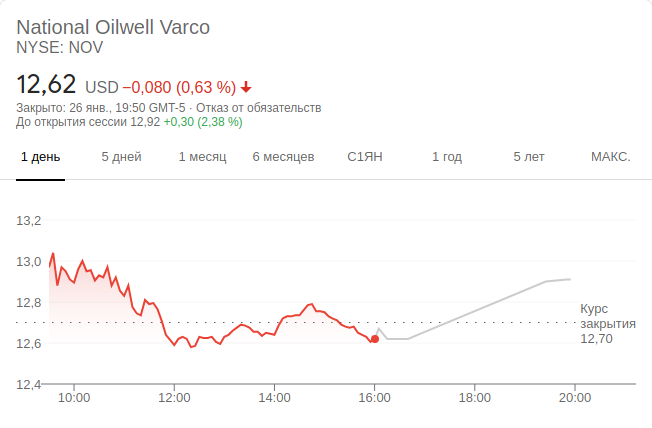 National Oilwell Varco
NYSE: NOV
12,62 USD −0,080 (0,63 %)
Закрыто: 26 янв., 19:50 GMT-5 · Отказ от обязательств
До открытия сессии 12,92 +0,30 (2,38 %)
1 день 5 дней 1 месяц 6 месяцев С1ЯН 1 год 5 лет МАКС.
13,2
13,0
12,8
Курс
закрытия
12,70
12,6
12,4
10:00 12:00 14:00 16:00 18:00 20:00